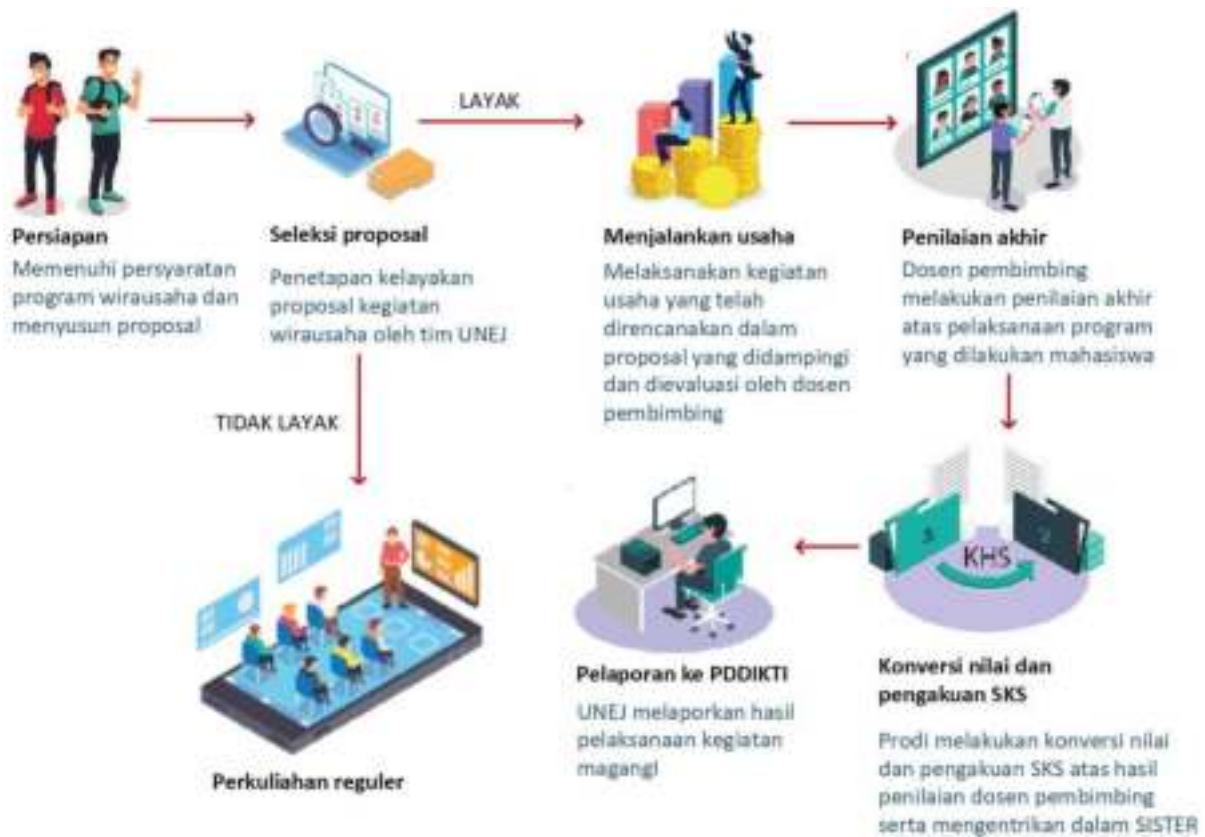 LAYAK
Persiapan
Memenuhi persyaratan
program wirausaha dan
menyusun proposal
Seleksi proposal
Penetapan kelayakan
proposal kegiatan
wirausaha oleh tim UNEJ
Menjalankan usaha
Melaksanakan kegiatan
usaha yang telah
direncanakan dalam
proposal yang didampingi
dan dievaluasi oleh dosen
pembimbing
Penilaian akhir
Dosen pembimbing
melakukan penilaian akhir
atas pelaksanaan program
yang dilakukan mahasiswa
TIDAK LAYAK
Perkuliahan reguler
3
KHS
2
Konversi nilai dan
pengakuan SKS
Prodi melakukan konversi nilai
dan pengakuan SKS atas hasil
penilaian dosen pembimbing
serta mengentrikan dalam SISTER
Pelaporan ke PDDIKTI
UNEJ melaporkan hasil
pelaksanaan kegiatan
magangi